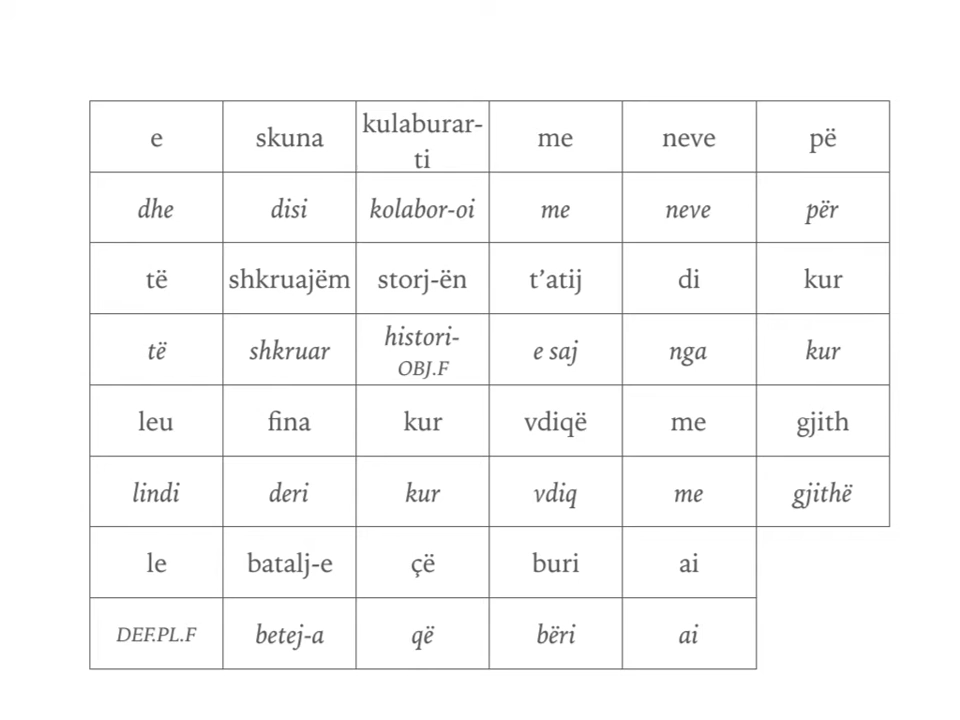 e skuna kulaburar- me neve pë
ti
dhe disi kolabor-oi me neve për
të shkruajëm storj-ën t’atij di kur
të shkruar histori- e saj nga kur
OBJ.F
leu fina kur vdiqë me gjith
lindi deri kur vdiq me gjithë
le batalj-e çë buri ai
DEF.PL.F betej-a që bëri ai